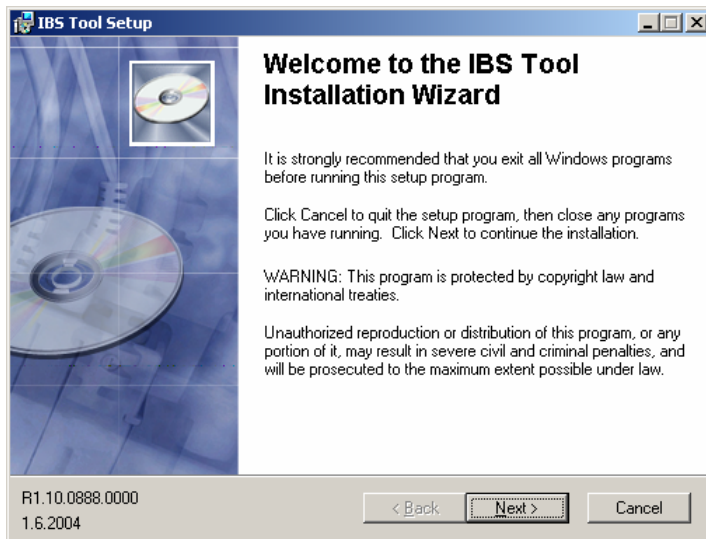 IBS Tool Setup
Welcome to the IBS Tool
Installation Wizard
It is strongly recommended that you exit all Windows programs
before running this setup program.
Click Cancel to quit the setup program, then close any programs
you have running. Click Next to continue the installation.
WARNING: This program is protected by copyright law and
international treaties.
Unauthorized reproduction or distribution of this program, or any
portion of it, may result in severe civil and criminal penalties, and
will be prosecuted to the maximum extent possible under law.
R1.10.0888.0000
1.6.2004
< Back
Next >
Cancel